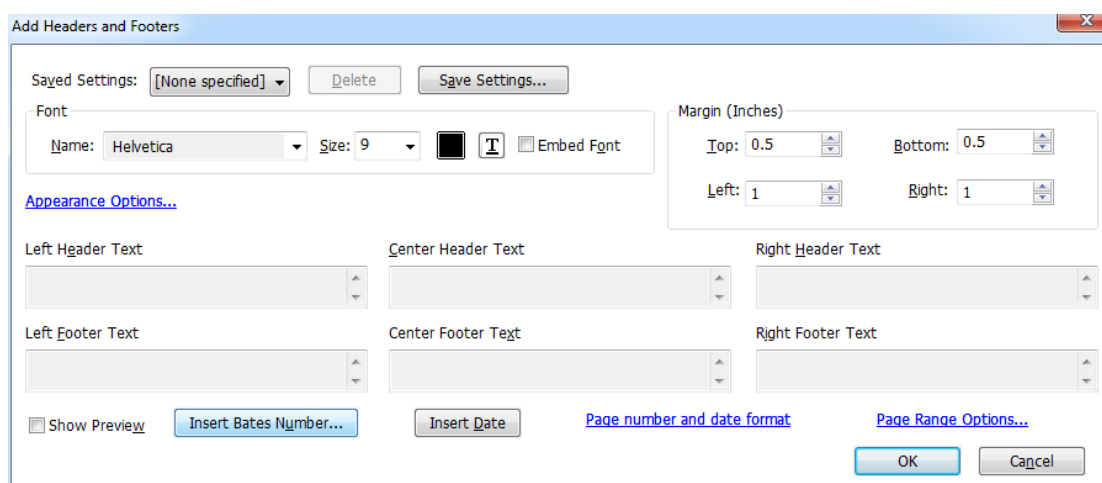 Add Headers and Footers
x
Saved Settings: [None specified] Delete Save Settings...
Font Margin (Inches)
Name: Helvetica Size: 9 T Embed Font Top: 0.5 Bottom: 0.5
Left: 1 Right: 1
Appearance Options...
Left Header Text Center Header Text Right Header Text
Left Footer Text Center Footer Text Right Footer Text
Show Preview Insert Bates Number... Insert Date Page number and date format Page Range Options...
OK Cancel